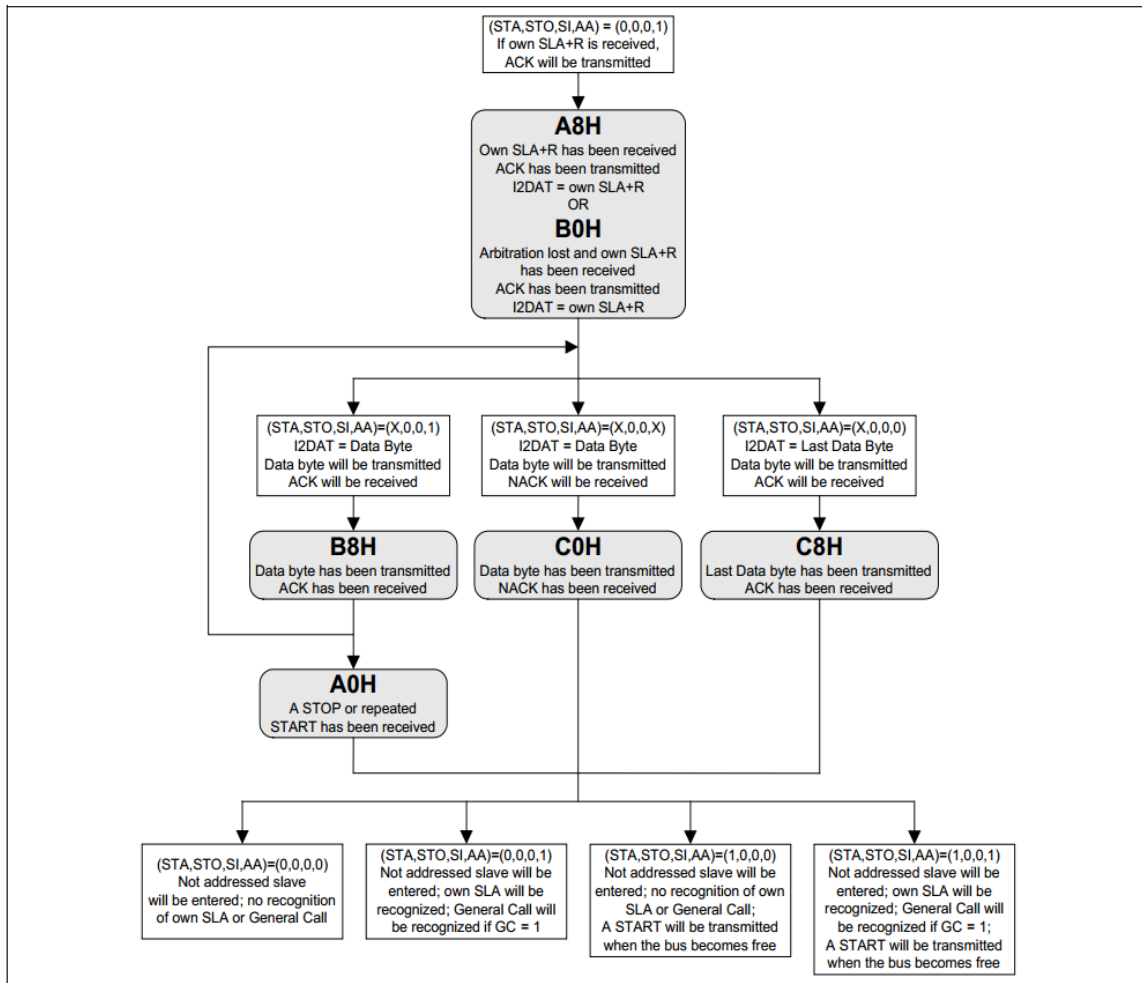 (STA,STO,SI,AA) = (0,0,0,1)
If own SLA+R is received,
ACK will be transmitted
A8H
Own SLA+R has been received
ACK has been transmitted
I2DAT = own SLA+R
OR
B0H
Arbitration lost and own SLA+R
has been received
ACK has been transmitted
I2DAT = own SLA+R
(STA,STO,SI,AA)=(X,0,0,1)
I2DAT = Data Byte
Data byte will be transmitted
ACK will be received
(STA,STO,SI,AA)=(X,0,0,X)
I2DAT = Data Byte
Data byte will be transmitted
NACK will be received
(STA,STO,SI,AA)=(X,0,0,0)
I2DAT = Last Data Byte
Data byte will be transmitted
ACK will be received
B8H
Data byte has been transmitted
ACK has been received
C0H
Data byte has been transmitted
NACK has been received
C8H
Last Data byte has been transmitted
ACK has been received
A0H
A STOP or repeated
START has been received
(STA,STO,SI,AA)=(0,0,0,0)
Not addressed slave
will be entered; no recognition
of own SLA or General Call
(STA,STO,SI,AA)=(0,0,0,1)
Not addressed slave will be
entered; own SLA will be
recognized; General Call will
be recognized if GC = 1
(STA,STO,SI,AA)=(1,0,0,0)
Not addressed slave will be
entered; no recognition of own
SLA or General Call;
A START will be transmitted
when the bus becomes free
(STA,STO,SI,AA)=(1,0,0,1)
Not addressed slave will be
entered; own SLA will be
recognized; General Call will
be recognized if GC = 1;
A START will be transmitted
when the bus becomes free